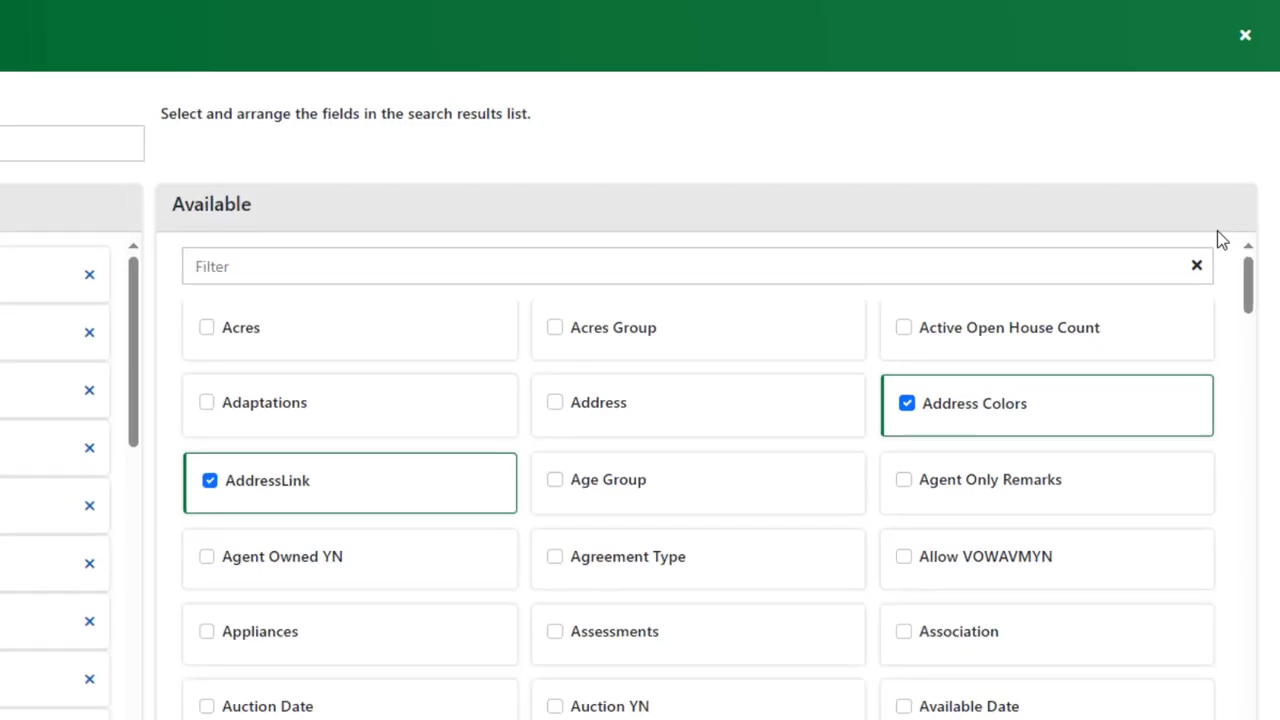 Select and arrange the fields in the search results list.
Available
Filter
Acres
Acres Group
Active Open House Count
Adaptations
Address
Address Colors
AddressLink
Age Group
Agent Only Remarks
Agent Owned YN
Agreement Type
Allow VOWAVMYN
Appliances
Assessments
Association
Auction Date
Auction YN
Available Date